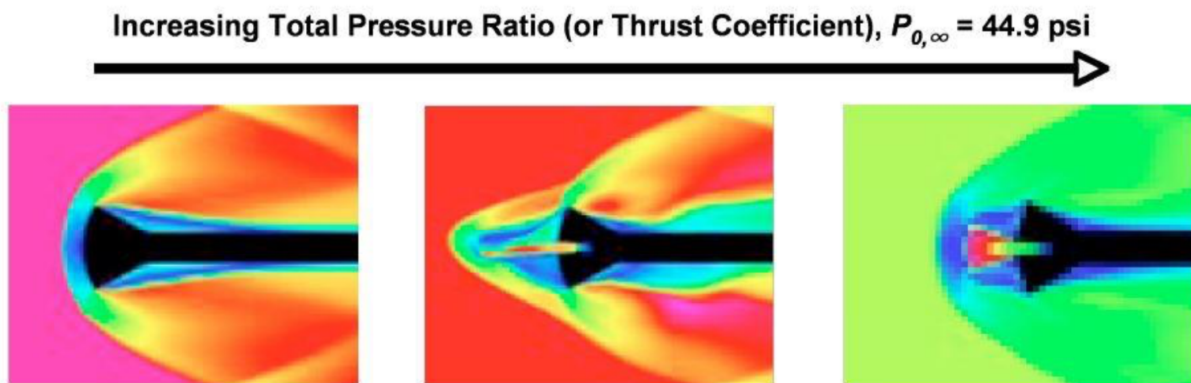 Increasing Total Pressure Ratio (or Thrust Coefficient), P0,∞ = 44.9 psi